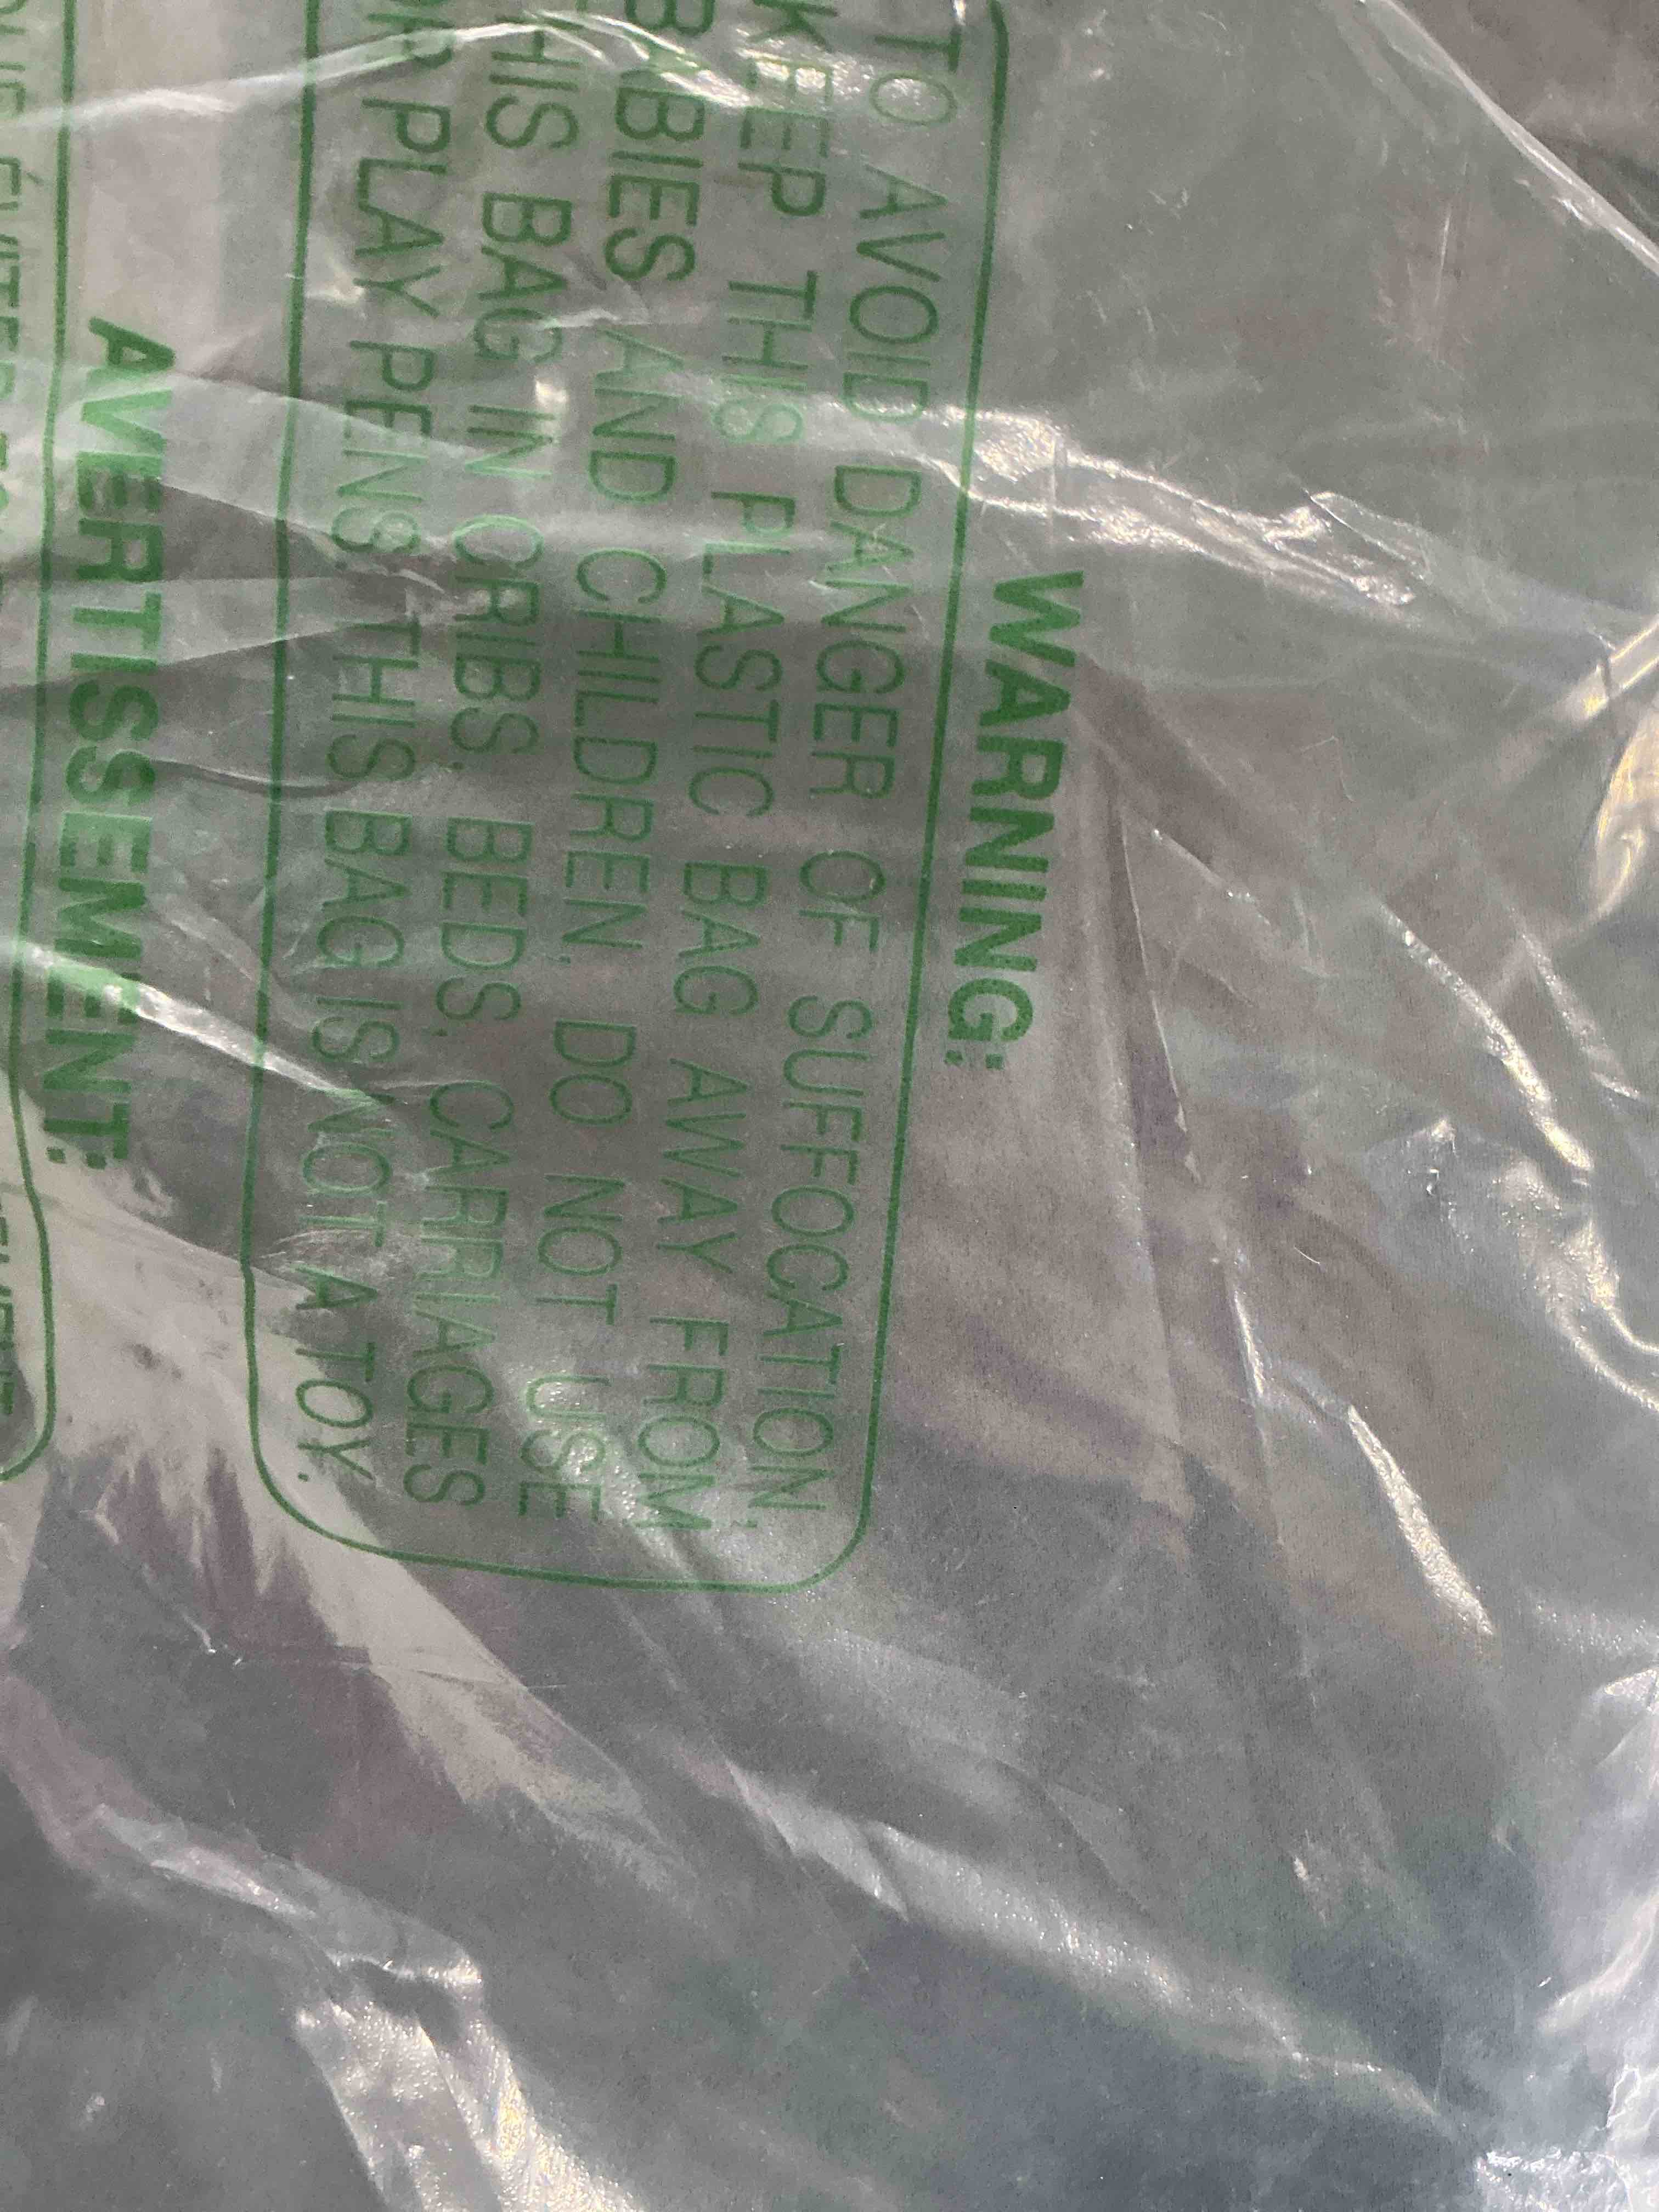 WARNING:
TO AVOID DANGER OF SUFFOCATION,
KEEP THIS PLASTIC BAG AWAY FROM
BABIES AND CHILDREN. DO NOT USE
THIS BAG IN CRIBS, BEDS, CARRIAGES
OR PLAY PENS. THIS BAG IS NOT A TOY.
AVERTISSEMENT: